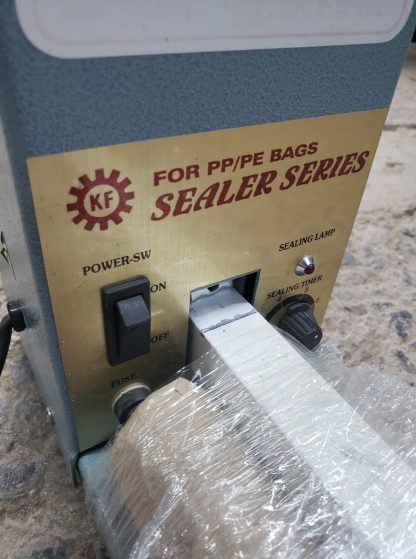 FOR PP/PE BAGS
KF
SEALER SERIES
SEALING LAMP
POWER-SW
ON
SEALING TIMER
OFF
FUSE